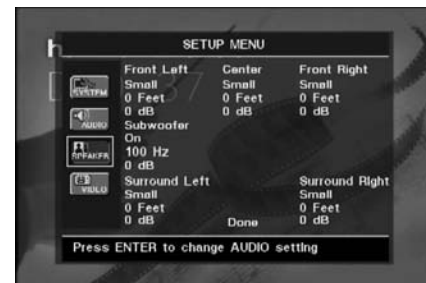 SETUP MENU
Front Left Center Front Right
Small Small Small
0 Feet 0 Feet 0 Feet
0 dB 0 dB 0 dB
Subwoofer
On
100 Hz
0 dB
Surround Left Surround Right
Small Small
0 Feet 0 Feet
0 dB Done 0 dB
SYSTEM
AUDIO
SPEAKER
VIDEO
Press ENTER to change AUDIO setting